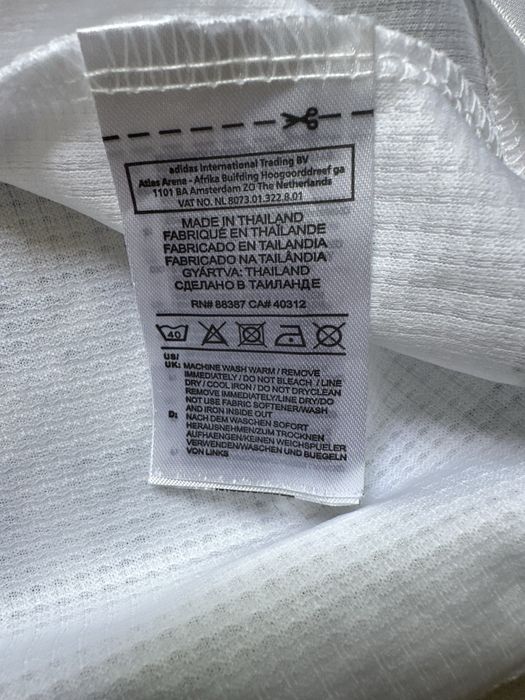 adidas International Trading BV
Atlas Arena - Afrika Building Hoogoorddreef 9a
1101 BA Amsterdam ZO The Netherlands
VAT NO. NL 8073.01.322.B.01
MADE IN THAILAND
FABRIQUÉ EN THAÏLANDE
FABRICADO EN TAILANDIA
FABRICADO NA TAILÂNDIA
GYÁRTVA: THAILAND
СДЕЛАНО В ТАИЛАНДЕ
RN# 88387 CA# 40312
40
US/
UK: MACHINE WASH WARM / REMOVE
IMMEDIATELY / DO NOT BLEACH / LINE
DRY / COOL IRON / DO NOT DRYCLEAN
REMOVE IMMEDIATELY/LINE DRY/DO
NOT USE FABRIC SOFTENER/WASH
AND IRON INSIDE OUT
D: NACH DEM WASCHEN SOFORT
HERAUSNEHMEN/ZUM TROCKNEN
AUFHAENGEN/KEINEN WEICHSPUELER
VERWENDEN/WASCHEN UND BUEGELN
VON LINKS